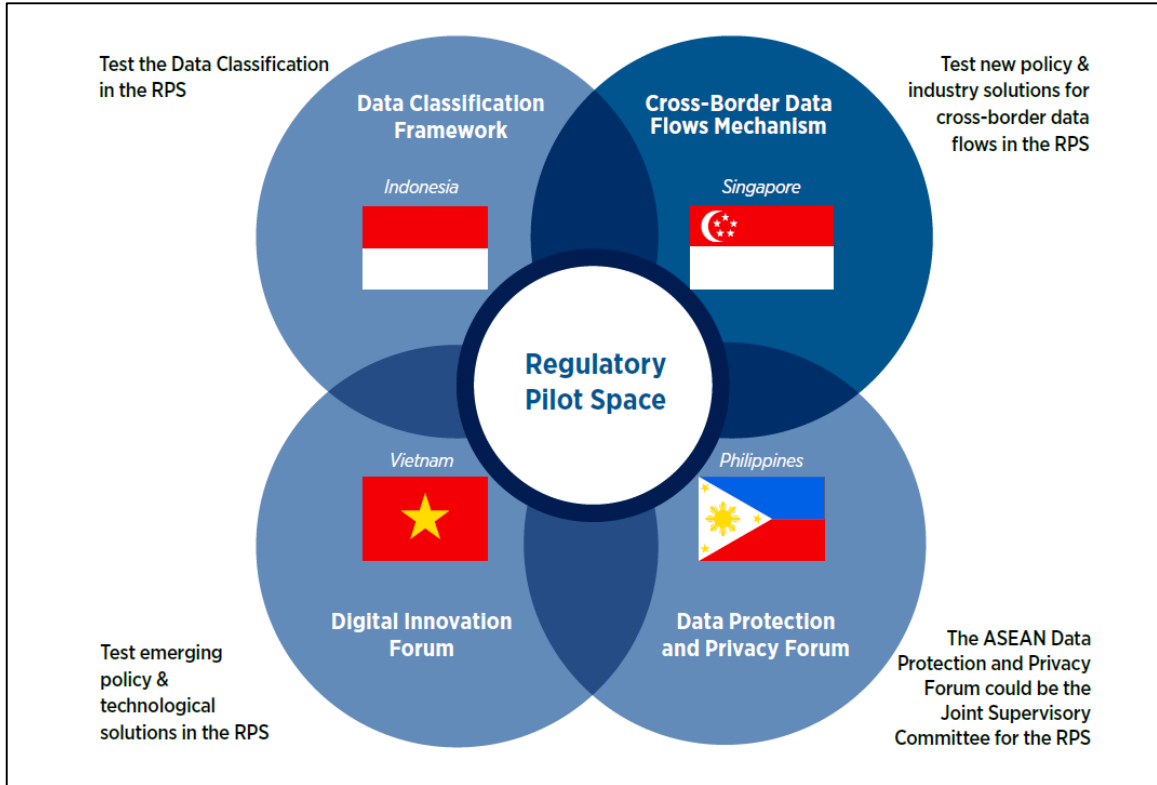 Test the Data Classification
in the RPS
Data Classification
Framework
Indonesia
Cross-Border Data
Flows Mechanism
Singapore
Test new policy &
industry solutions for
cross-border data
flows in the RPS
Regulatory
Pilot Space
Vietnam
Digital Innovation
Forum
Test emerging
policy &
technological
solutions in the RPS
Philippines
Data Protection
and Privacy Forum
The ASEAN Data
Protection and Privacy
Forum could be the
Joint Supervisory
Committee for the RPS